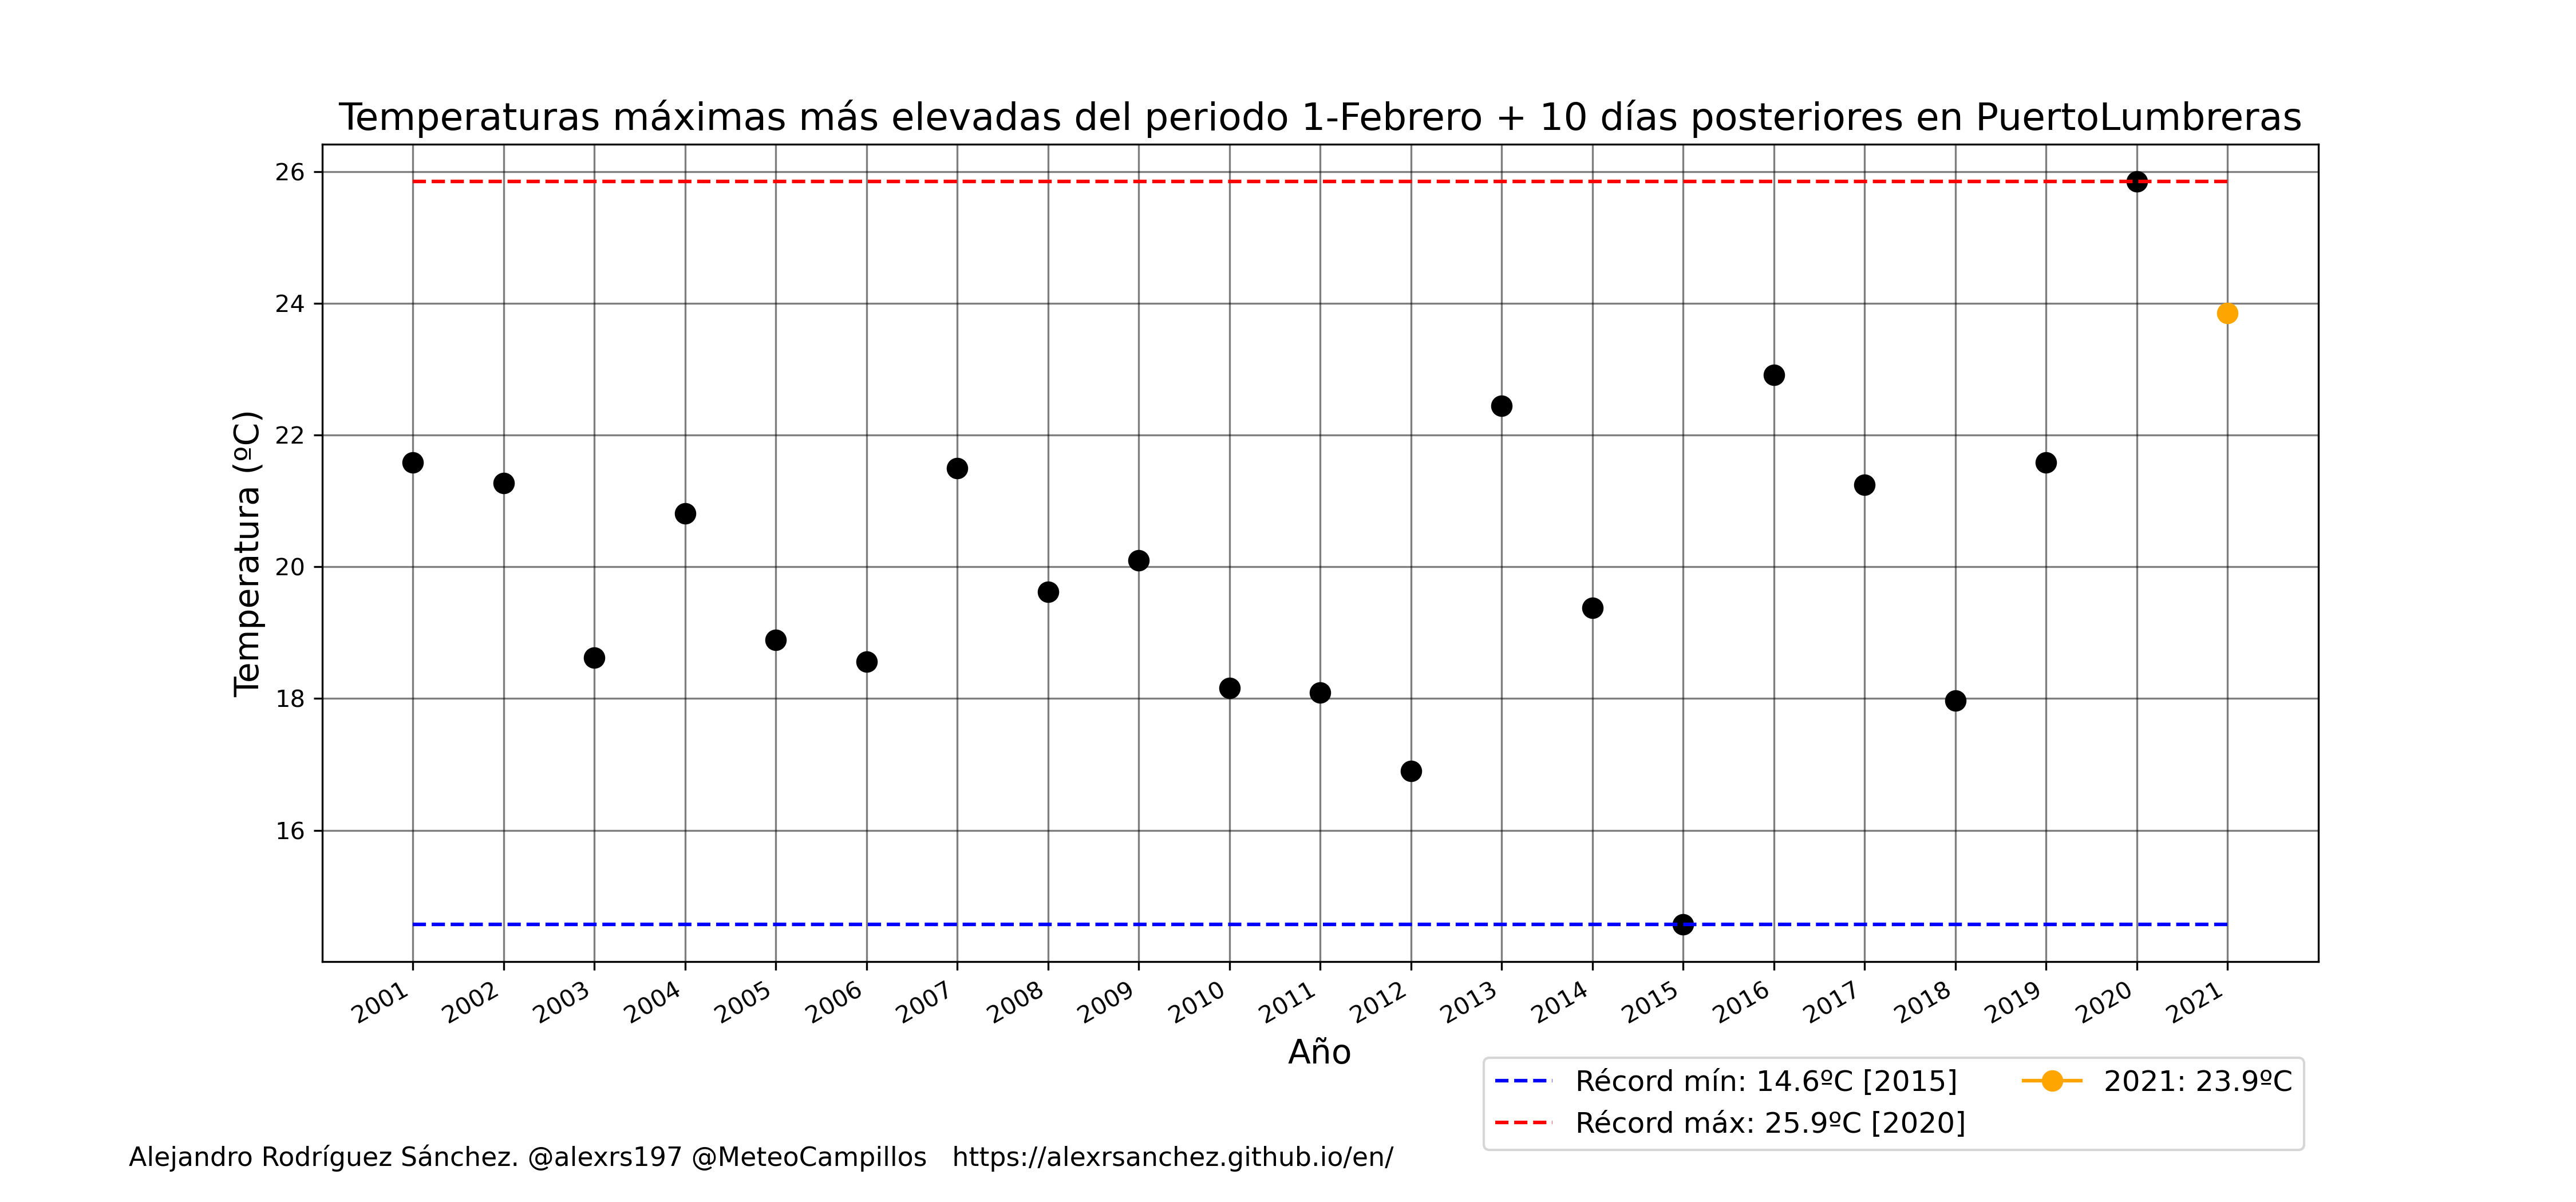 Temperaturas máximas más elevadas del periodo 1-Febrero + 10 días posteriores en PuertoLumbreras
Temperatura (ºC)
26
24
22
20
18
16
2001 2002 2003 2004 2005 2006 2007 2008 2009 2010 2011 2012 2013 2014 2015 2016 2017 2018 2019 2020 2021
Año
Récord mín: 14.6ºC [2015]
Récord máx: 25.9ºC [2020]
2021: 23.9ºC
Alejandro Rodríguez Sánchez. @alexrs197 @MeteoCampillos https://alexrsanchez.github.io/en/